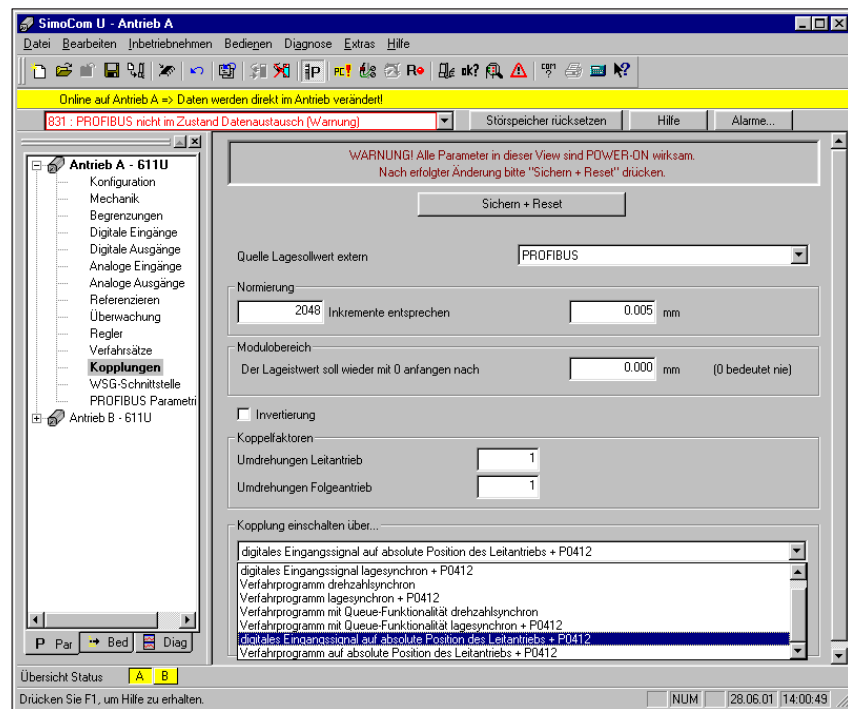 SimoCom U - Antrieb A
Datei Bearbeiten Inbetriebnehmen Bedienen Diagnose Extras Hilfe
Online auf Antrieb A => Daten werden direkt im Antrieb verändert!
831 : PROFIBUS nicht im Zustand Datenaustausch (Warnung) Störspeicher rücksetzen Hilfe Alarme...
Antrieb A - 611U
Konfiguration
Mechanik
Begrenzungen
Digitale Eingänge
Digitale Ausgänge
Analoge Eingänge
Analoge Ausgänge
Referenzieren
Überwachung
Regler
Verfahrsätze
Kopplungen
WSG-Schnittstelle
PROFIBUS Parametri
Antrieb B - 611U
P Par Bed Diag
WARNUNG! Alle Parameter in dieser View sind POWER-ON wirksam.
Nach erfolgter Änderung bitte "Sichern + Reset" drücken.
Sichern + Reset
Quelle Lagesollwert extern PROFIBUS
Normierung
2048 Inkremente entsprechen 0.005 mm
Modulobereich
Der Lageistwert soll wieder mit 0 anfangen nach 0.000 mm (0 bedeutet nie)
Invertierung
Koppelfaktoren
Umdrehungen Leitantrieb 1
Umdrehungen Folgeantrieb 1
Kopplung einschalten über...
digitales Eingangssignal auf absolute Position des Leitantriebs + P0412
digitales Eingangssignal lagesynchron + P0412
Verfahrprogramm drehzahlsynchron
Verfahrprogramm lagesynchron + P0412
Verfahrprogramm mit Queue-Funktionalität drehzahlsynchron
Verfahrprogramm mit Queue-Funktionalität lagesynchron + P0412
digitales Eingangssignal auf absolute Position des Leitantriebs + P0412
Verfahrprogramm auf absolute Position des Leitantriebs + P0412
Übersicht Status A B
Drücken Sie F1, um Hilfe zu erhalten. NUM 28.06.01 14:00:49